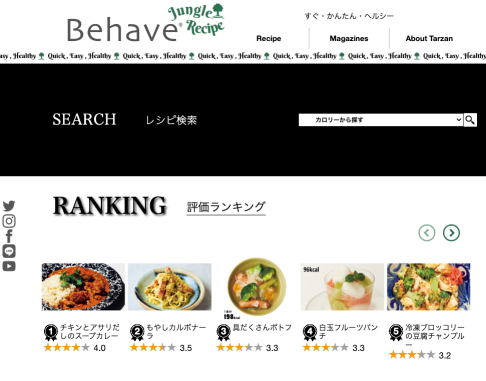 Behave®
Jungle
Recipe
すぐ・かんたん・ヘルシー
Recipe
Magazines
About Tarzan
Easy, Healthy Quick, Easy, Healthy Quick, Easy, Healthy Quick, Easy, Healthy Quick, Easy, Healthy Quick, Easy, Hea
SEARCH
レシピ検索
カロリーから探す
RANKING
評価ランキング
96kcal
1食分
198kcal
1 チキンとアサリだ
しのスープカレー
4.0
2 もやしカルボナー
ラ
3.5
3 具だくさんポトフ
3.3
4 白玉フルーツパン
チ
3.3
5 冷凍ブロッコリー
の豆腐チャンプル
ー
3.2